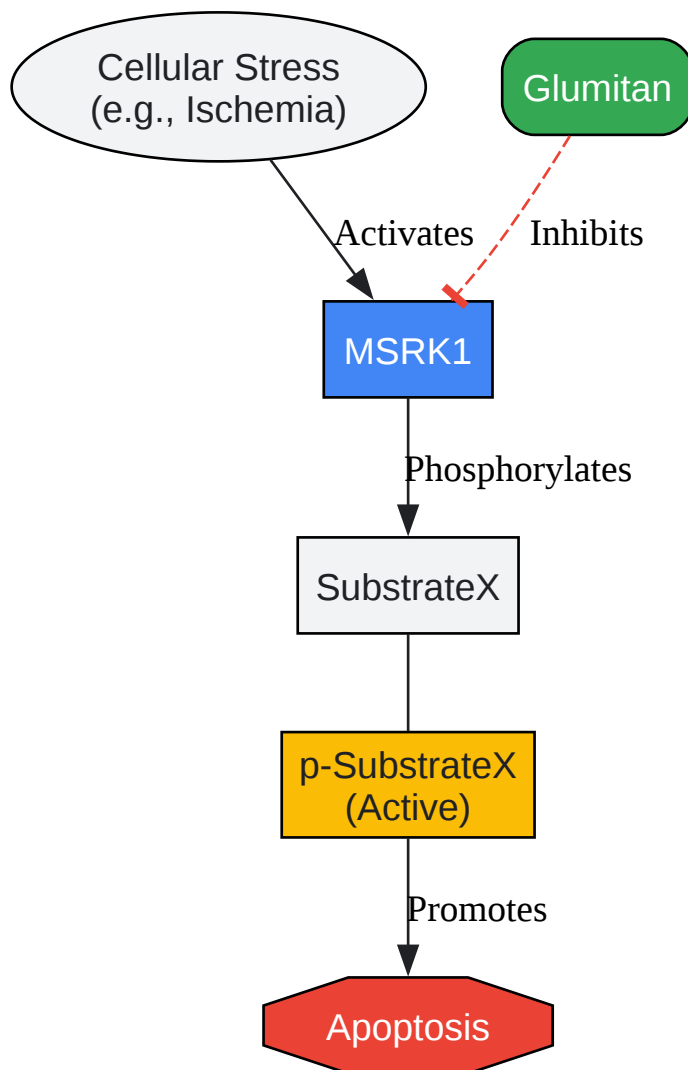 Cellular Stress
(e.g., Ischemia)
Glumitan
Activates
Inhibits
MSRK1
Phosphorylates
SubstrateX
p-SubstrateX
(Active)
Promotes
Apoptosis